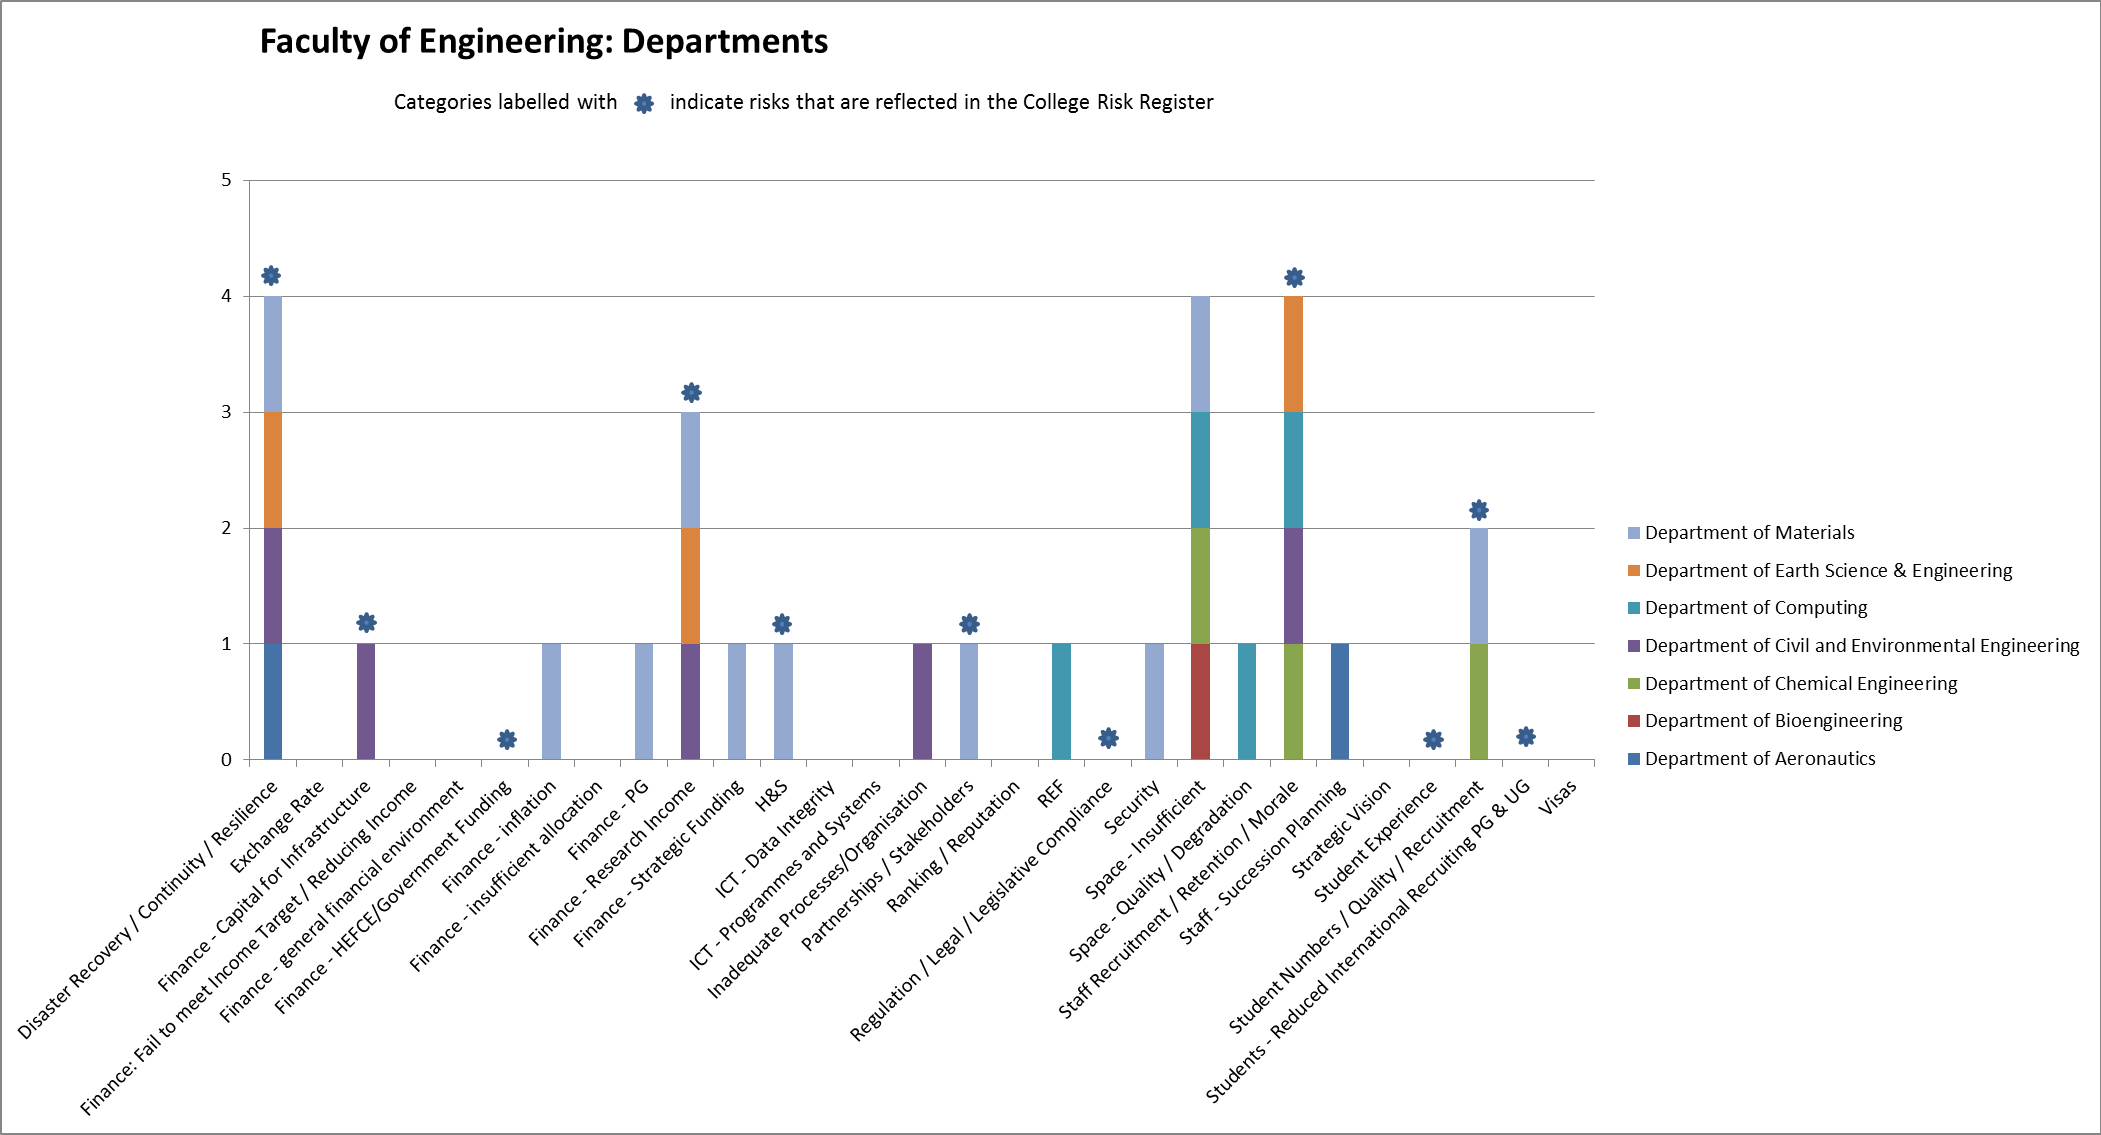 Faculty of Engineering: Departments
Categories labelled with indicate risks that are reflected in the College Risk Register
5
4
3
2
1
0
Disaster Recovery / Continuity / Resilience
Exchange Rate
Finance - Capital for Infrastructure
Finance: Fail to meet Income Target / Reducing Income
Finance - general financial environment
Finance - HEFCE/Government Funding
Finance - inflation
Finance - insufficient allocation
Finance - PG
Finance - Research Income
Finance - Strategic Funding
H&S
ICT - Data Integrity
ICT - Programmes and Systems
Inadequate Processes/Organisation
Partnerships / Stakeholders
Ranking / Reputation
REF
Regulation / Legal / Legislative Compliance
Security
Space - Insufficient
Space - Quality / Degradation
Staff Recruitment / Retention / Morale
Staff - Succession Planning
Strategic Vision
Student Experience
Student Numbers / Quality / Recruitment
Students - Reduced International Recruiting PG & UG
Visas
Department of Materials
Department of Earth Science & Engineering
Department of Computing
Department of Civil and Environmental Engineering
Department of Chemical Engineering
Department of Bioengineering
Department of Aeronautics